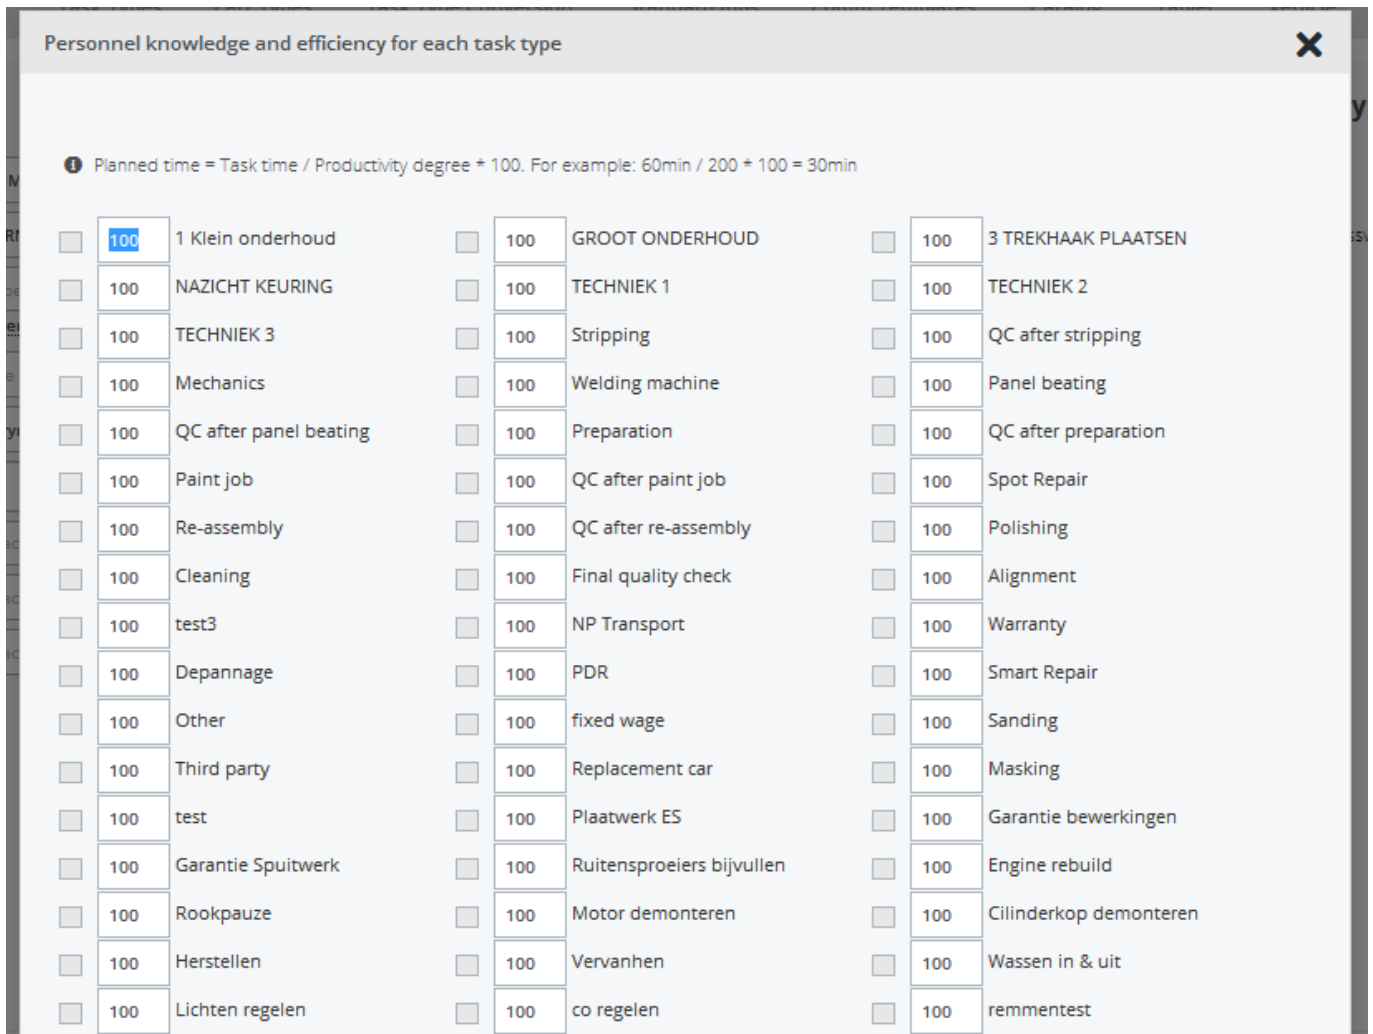 Personnel knowledge and efficiency for each task type
Planned time = Task time / Productivity degree * 100. For example: 60min / 200 * 100 = 30min
100 1 Klein onderhoud 100 GROOT ONDERHOUD 100 3 TREKHAAK PLAATSEN
100 NAZICHT KEURING 100 TECHNIEK 1 100 TECHNIEK 2
100 TECHNIEK 3 100 Stripping 100 QC after stripping
100 Mechanics 100 Welding machine 100 Panel beating
100 QC after panel beating 100 Preparation 100 QC after preparation
100 Paint job 100 QC after paint job 100 Spot Repair
100 Re-assembly 100 QC after re-assembly 100 Polishing
100 Cleaning 100 Final quality check 100 Alignment
100 test3 100 NP Transport 100 Warranty
100 Depannage 100 PDR 100 Smart Repair
100 Other 100 fixed wage 100 Sanding
100 Third party 100 Replacement car 100 Masking
100 test 100 Plaatwerk ES 100 Garantie bewerkingen
100 Garantie Spuitwerk 100 Ruitensproeiers bijvullen 100 Engine rebuild
100 Rookpauze 100 Motor demonteren 100 Cilinderkop demonteren
100 Herstellen 100 Vervanhen 100 Wassen in & uit
100 Lichten regelen 100 co regelen 100 remmentest